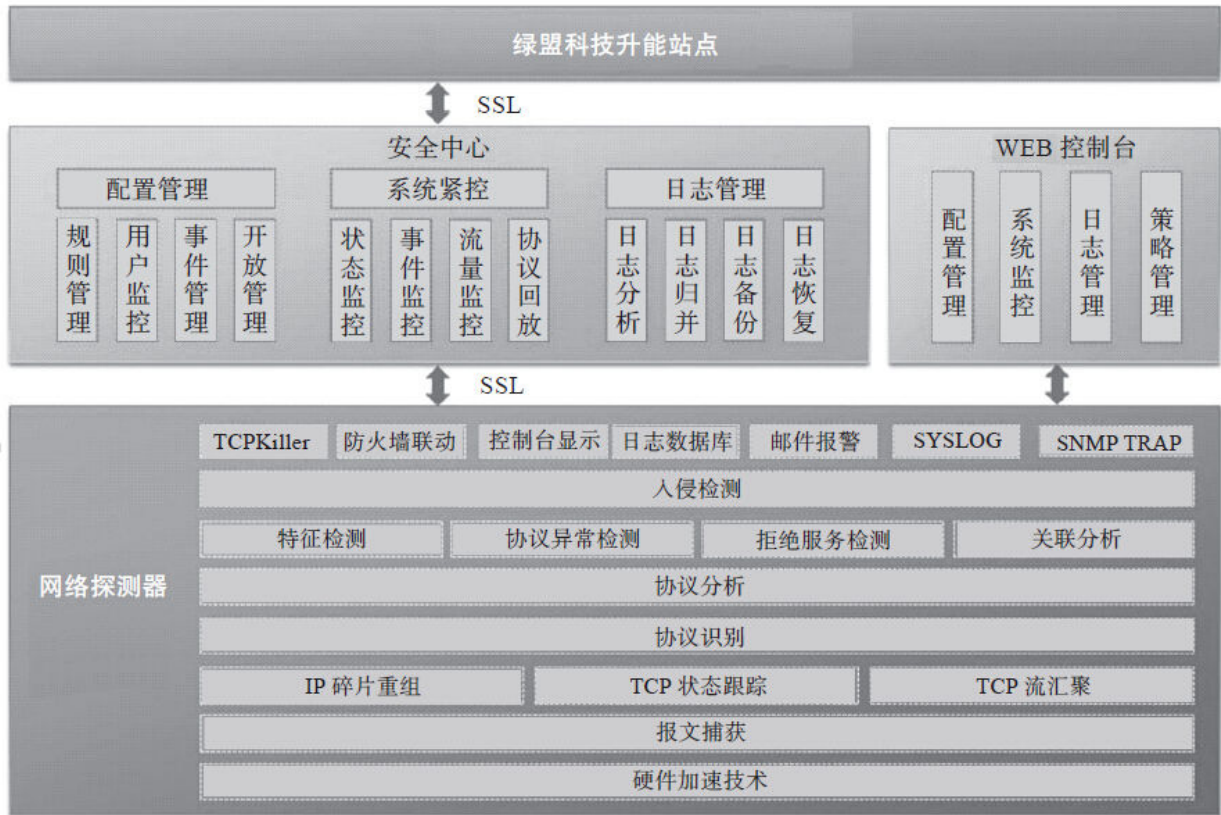 绿盟科技升能站点
SSL
安全中心
配置管理
规则管理
用户监控
事件管理
开放管理
系统紧控
状态监控
事件监控
流量监控
协议回放
日志管理
日志分析
日志归并
日志备份
日志恢复
WEB 控制台
配置管理
系统监控
日志管理
策略管理
SSL
网络探测器
TCPKiller
防火墙联动
控制台显示
日志数据库
邮件报警
SYSLOG
SNMP TRAP
入侵检测
特征检测
协议异常检测
拒绝服务检测
关联分析
协议分析
协议识别
IP 碎片重组
TCP 状态跟踪
TCP 流汇聚
报文捕获
硬件加速技术